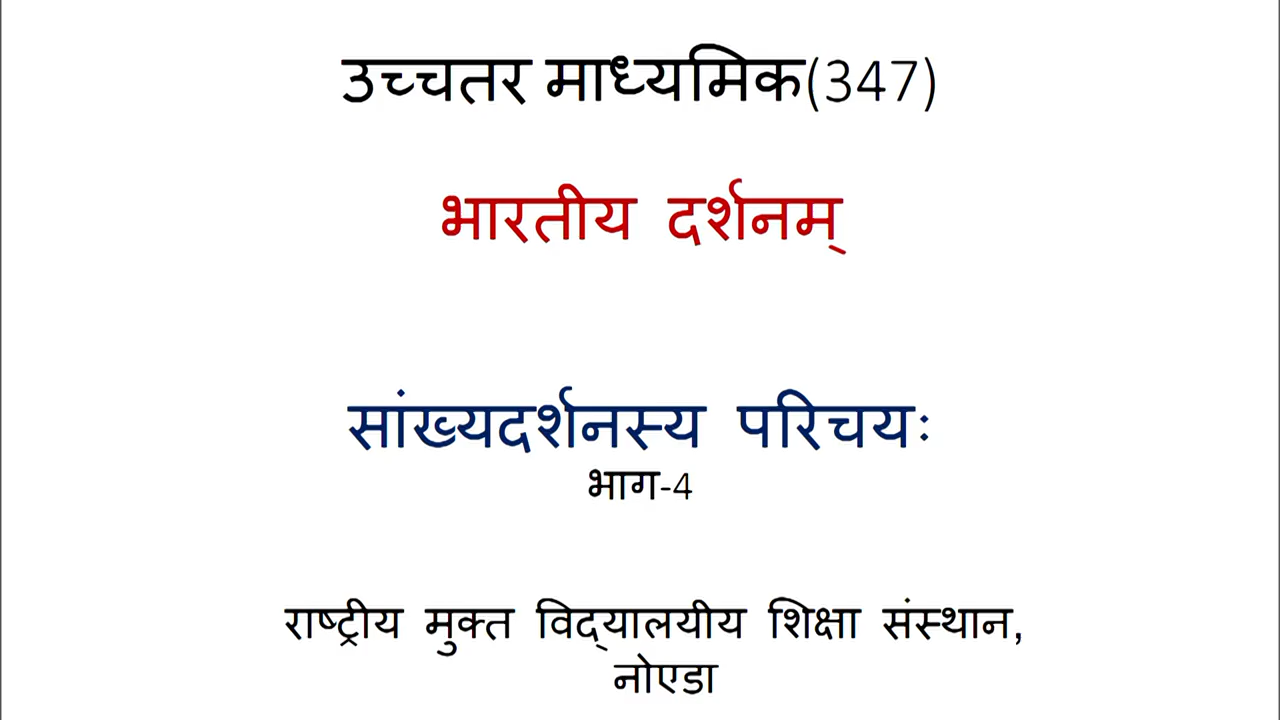 उच्चतर माध्यमिक(347)
भारतीय दर्शनम्
सांख्यदर्शनस्य परिचयः
भाग-4
राष्ट्रीय मुक्त विद्‌यालयीय शिक्षा संस्थान,
नोएडा